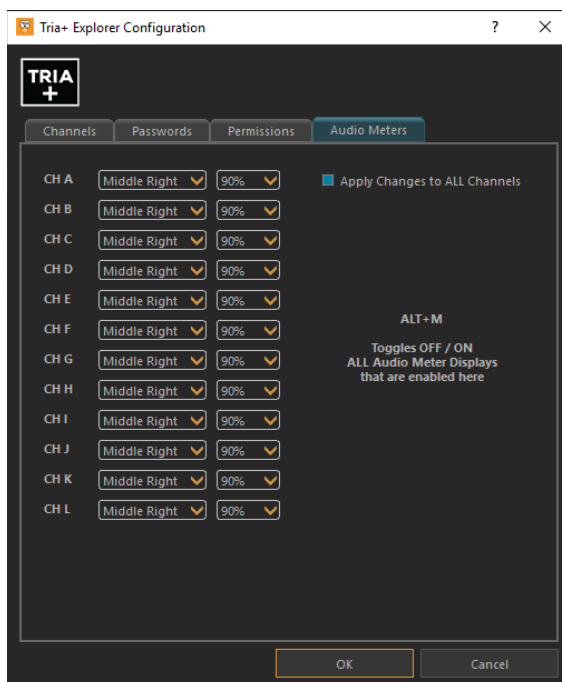 Tria+ Explorer Configuration ?
TRIA
+
Channels Passwords Permissions Audio Meters
CH A Middle Right 90% Apply Changes to ALL Channels
CH B Middle Right 90%
CH C Middle Right 90%
CH D Middle Right 90%
CH E Middle Right 90%
CH F Middle Right 90%
CH G Middle Right 90%
CH H Middle Right 90%
CH I Middle Right 90%
CH J Middle Right 90%
CH K Middle Right 90%
CH L Middle Right 90%
ALT+M
Toggles OFF / ON
ALL Audio Meter Displays
that are enabled here
OK Cancel